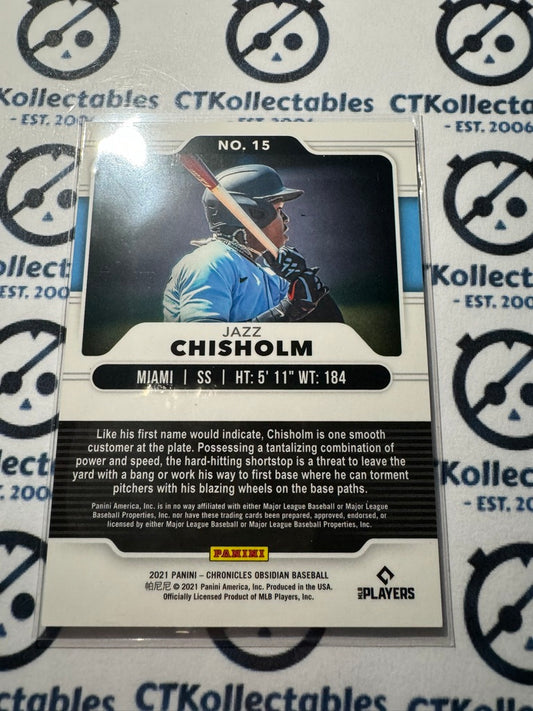 CTKollectables
CTKollectables
- EST. 2006
- EST. 2006 -
NO. 15
Kollect
CTKollectabl
- EST. 2006
JAZZ
CHISHOLM
MIAMI | SS | HT: 5' 11" WT: 184
Like his first name would indicate, Chisholm is one smooth
customer at the plate. Possessing a tantalizing combination of
power and speed, the hard-hitting shortstop is a threat to leave the
yard with a bang or work his way to first base where he can torment
pitchers with his blazing wheels on the base paths.
Panini America, Inc. is in no way affiliated with either Major League Baseball or Major League
Baseball Properties, Inc. nor have these trading cards been prepared, approved, endorsed, or
licensed by either Major League Baseball or Major League Baseball Properties, Inc.
PANINI
2021 PANINI – CHRONICLES OBSIDIAN BASEBALL
帕尼尼 © 2021 Panini America, Inc. Produced in the USA.
Officially Licensed Product of MLB Players, Inc.
MLB PLAYERS
CTKollectables